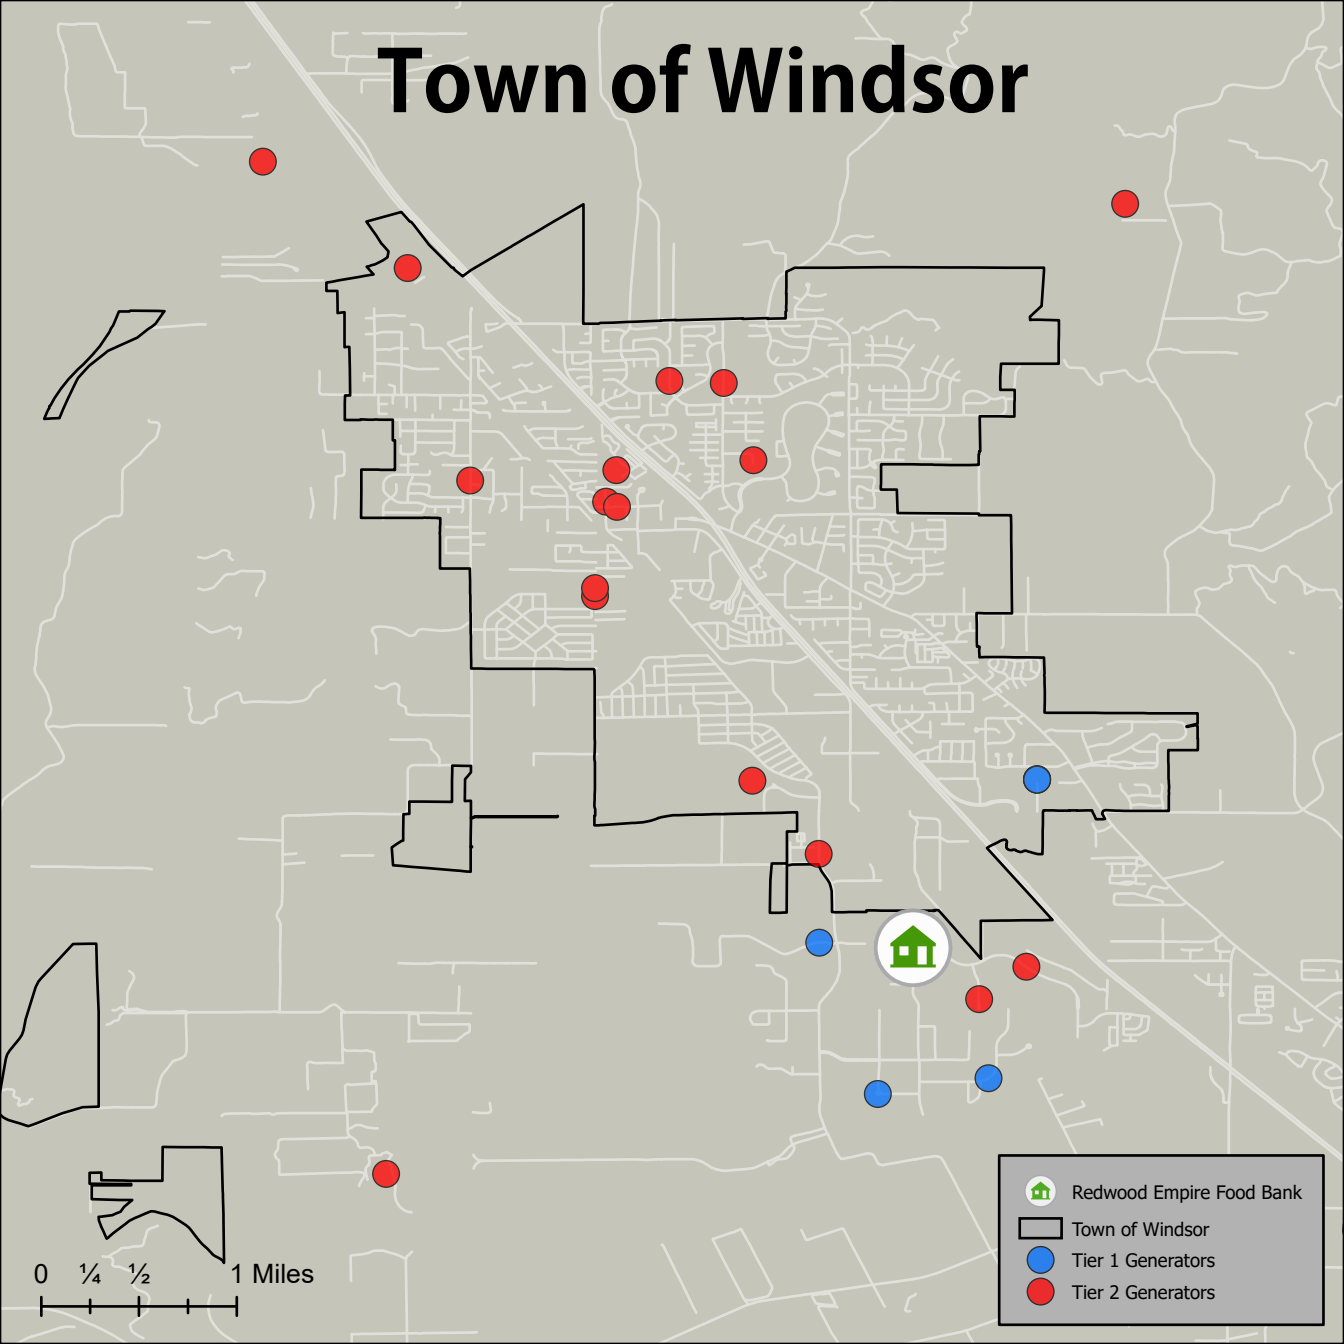 Town of Windsor
Redwood Empire Food Bank
Town of Windsor
Tier 1 Generators
Tier 2 Generators
0 ¼ ½ 1 Miles